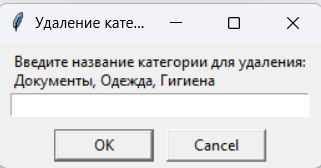 Удаление кате...
Введите название категории для удаления:
Документы, Одежда, Гигиена
OK
Cancel